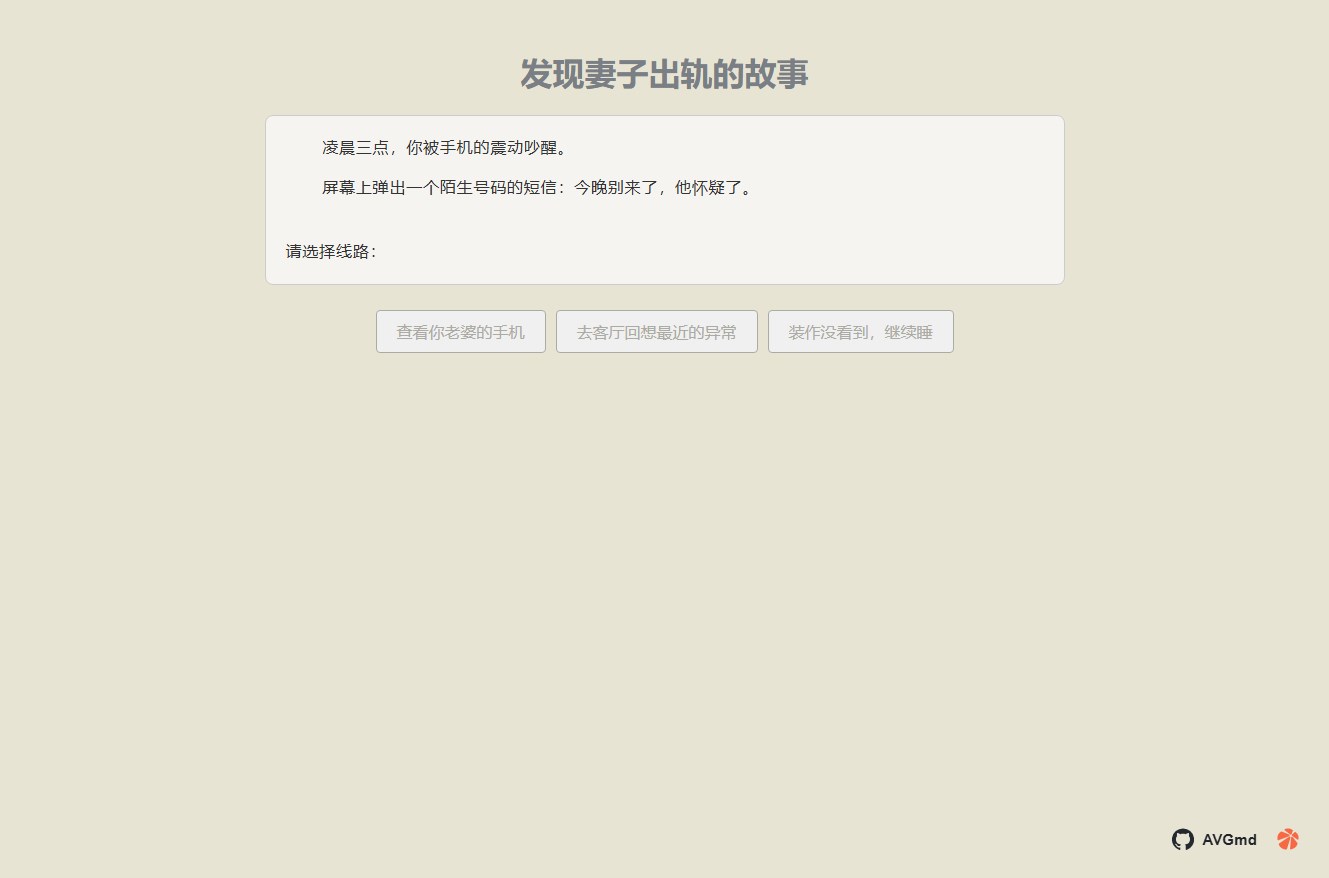 发现妻子出轨的故事
凌晨三点，你被手机的震动吵醒。
屏幕上弹出一个陌生号码的短信：今晚别来了，他怀疑了。
请选择线路：
查看你老婆的手机
去客厅回想最近的异常
装作没看到，继续睡
AVGmd